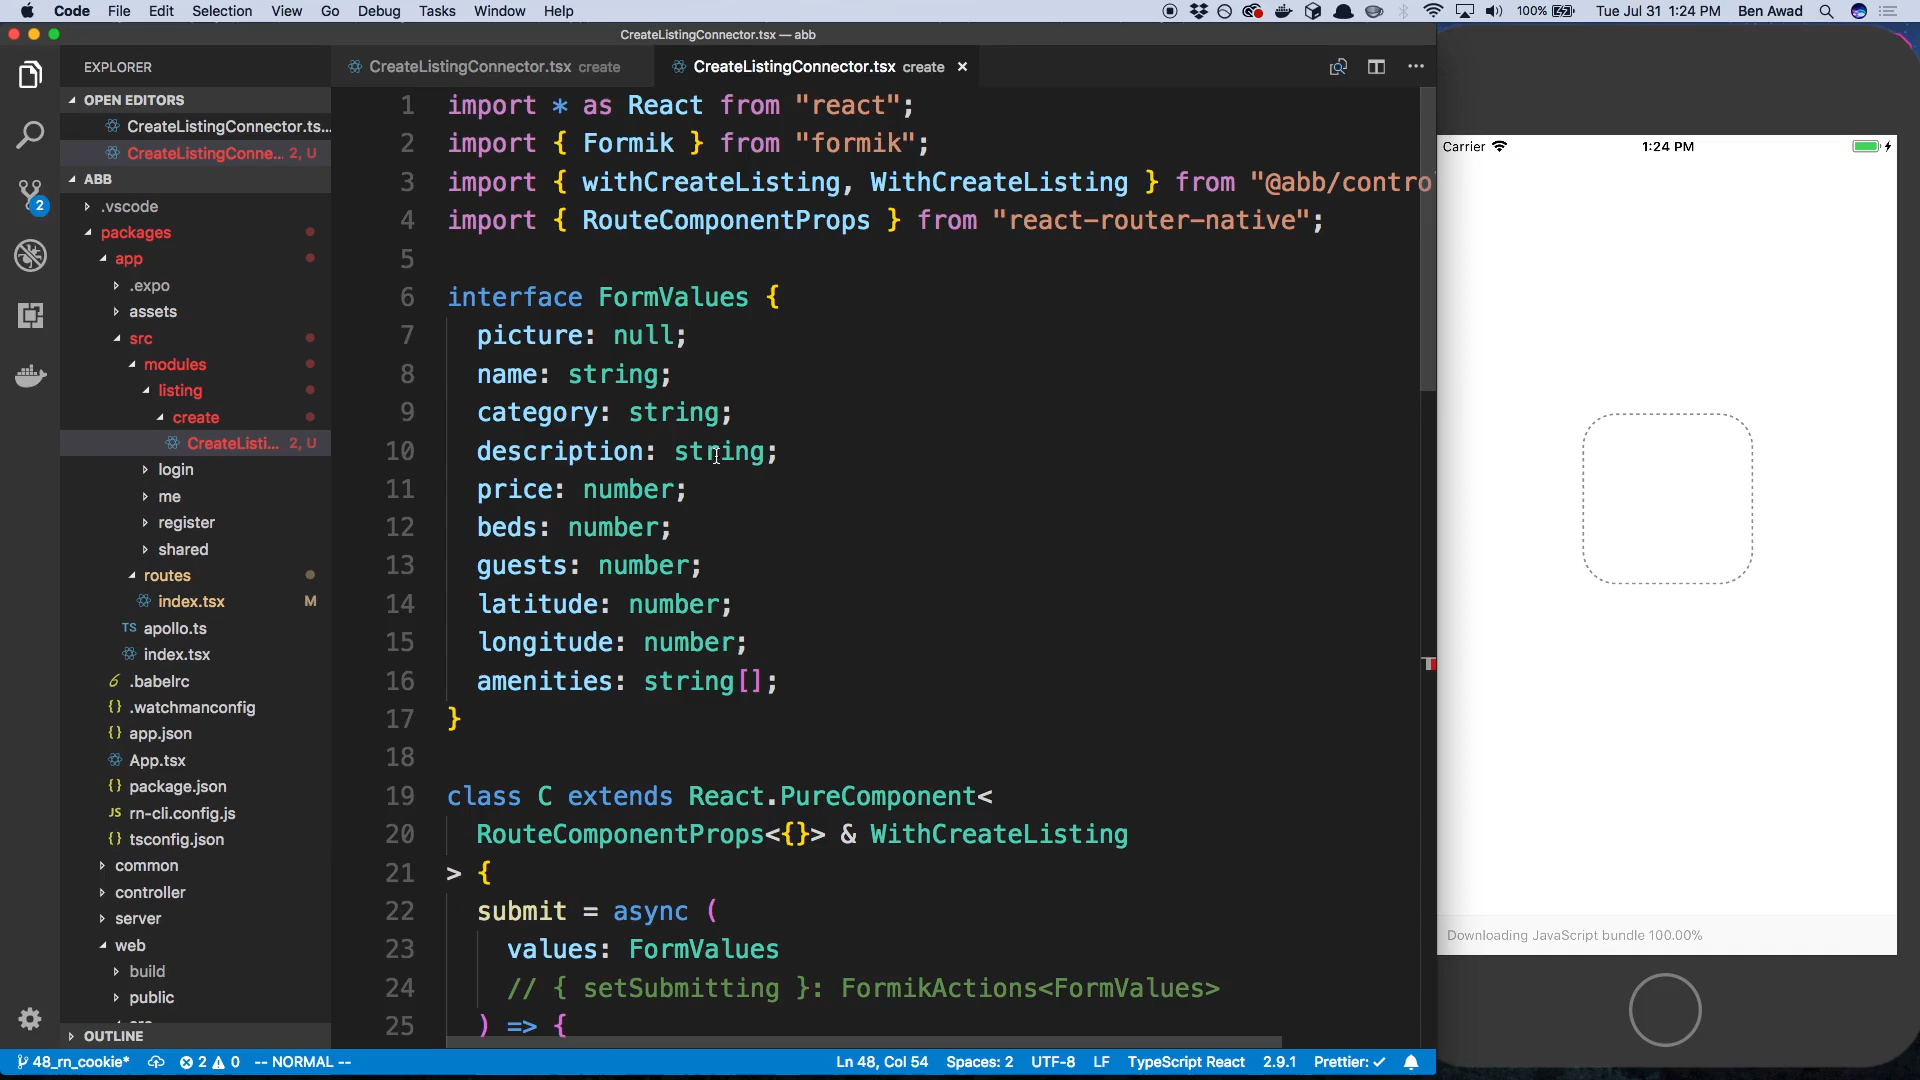 Code File Edit Selection View Go Debug Tasks Window Help
100% Tue Jul 31 1:24 PM Ben Awad
CreateListingConnector.tsx — abb
EXPLORER
OPEN EDITORS
CreateListingConnector.ts...
CreateListingConne... 2, U
ABB
.vscode
packages
app
.expo
assets
src
modules
listing
create
CreateListi... 2, U
login
me
register
shared
routes
index.tsx M
TS apollo.ts
index.tsx
.babelrc
{} .watchmanconfig
{} app.json
App.tsx
{} package.json
JS rn-cli.config.js
{} tsconfig.json
common
controller
server
web
build
public
OUTLINE
CreateListingConnector.tsx create
CreateListingConnector.tsx create
1 import * as React from "react";
2 import { Formik } from "formik";
3 import { withCreateListing, WithCreateListing } from "@abb/contro
4 import { RouteComponentProps } from "react-router-native";
5
6 interface FormValues {
7 picture: null;
8 name: string;
9 category: string;
10 description: string;
11 price: number;
12 beds: number;
13 guests: number;
14 latitude: number;
15 longitude: number;
16 amenities: string[];
17 }
18
19 class C extends React.PureComponent<
20 RouteComponentProps<{}> & WithCreateListing
21 > {
22 submit = async (
23 values: FormValues
24 // { setSubmitting }: FormikActions<FormValues>
25 ) => {
Carrier 1:24 PM
Downloading JavaScript bundle 100.00%
48_rn_cookie* 2 0 -- NORMAL -- Ln 48, Col 54 Spaces: 2 UTF-8 LF TypeScript React 2.9.1 Prettier: ✓
2